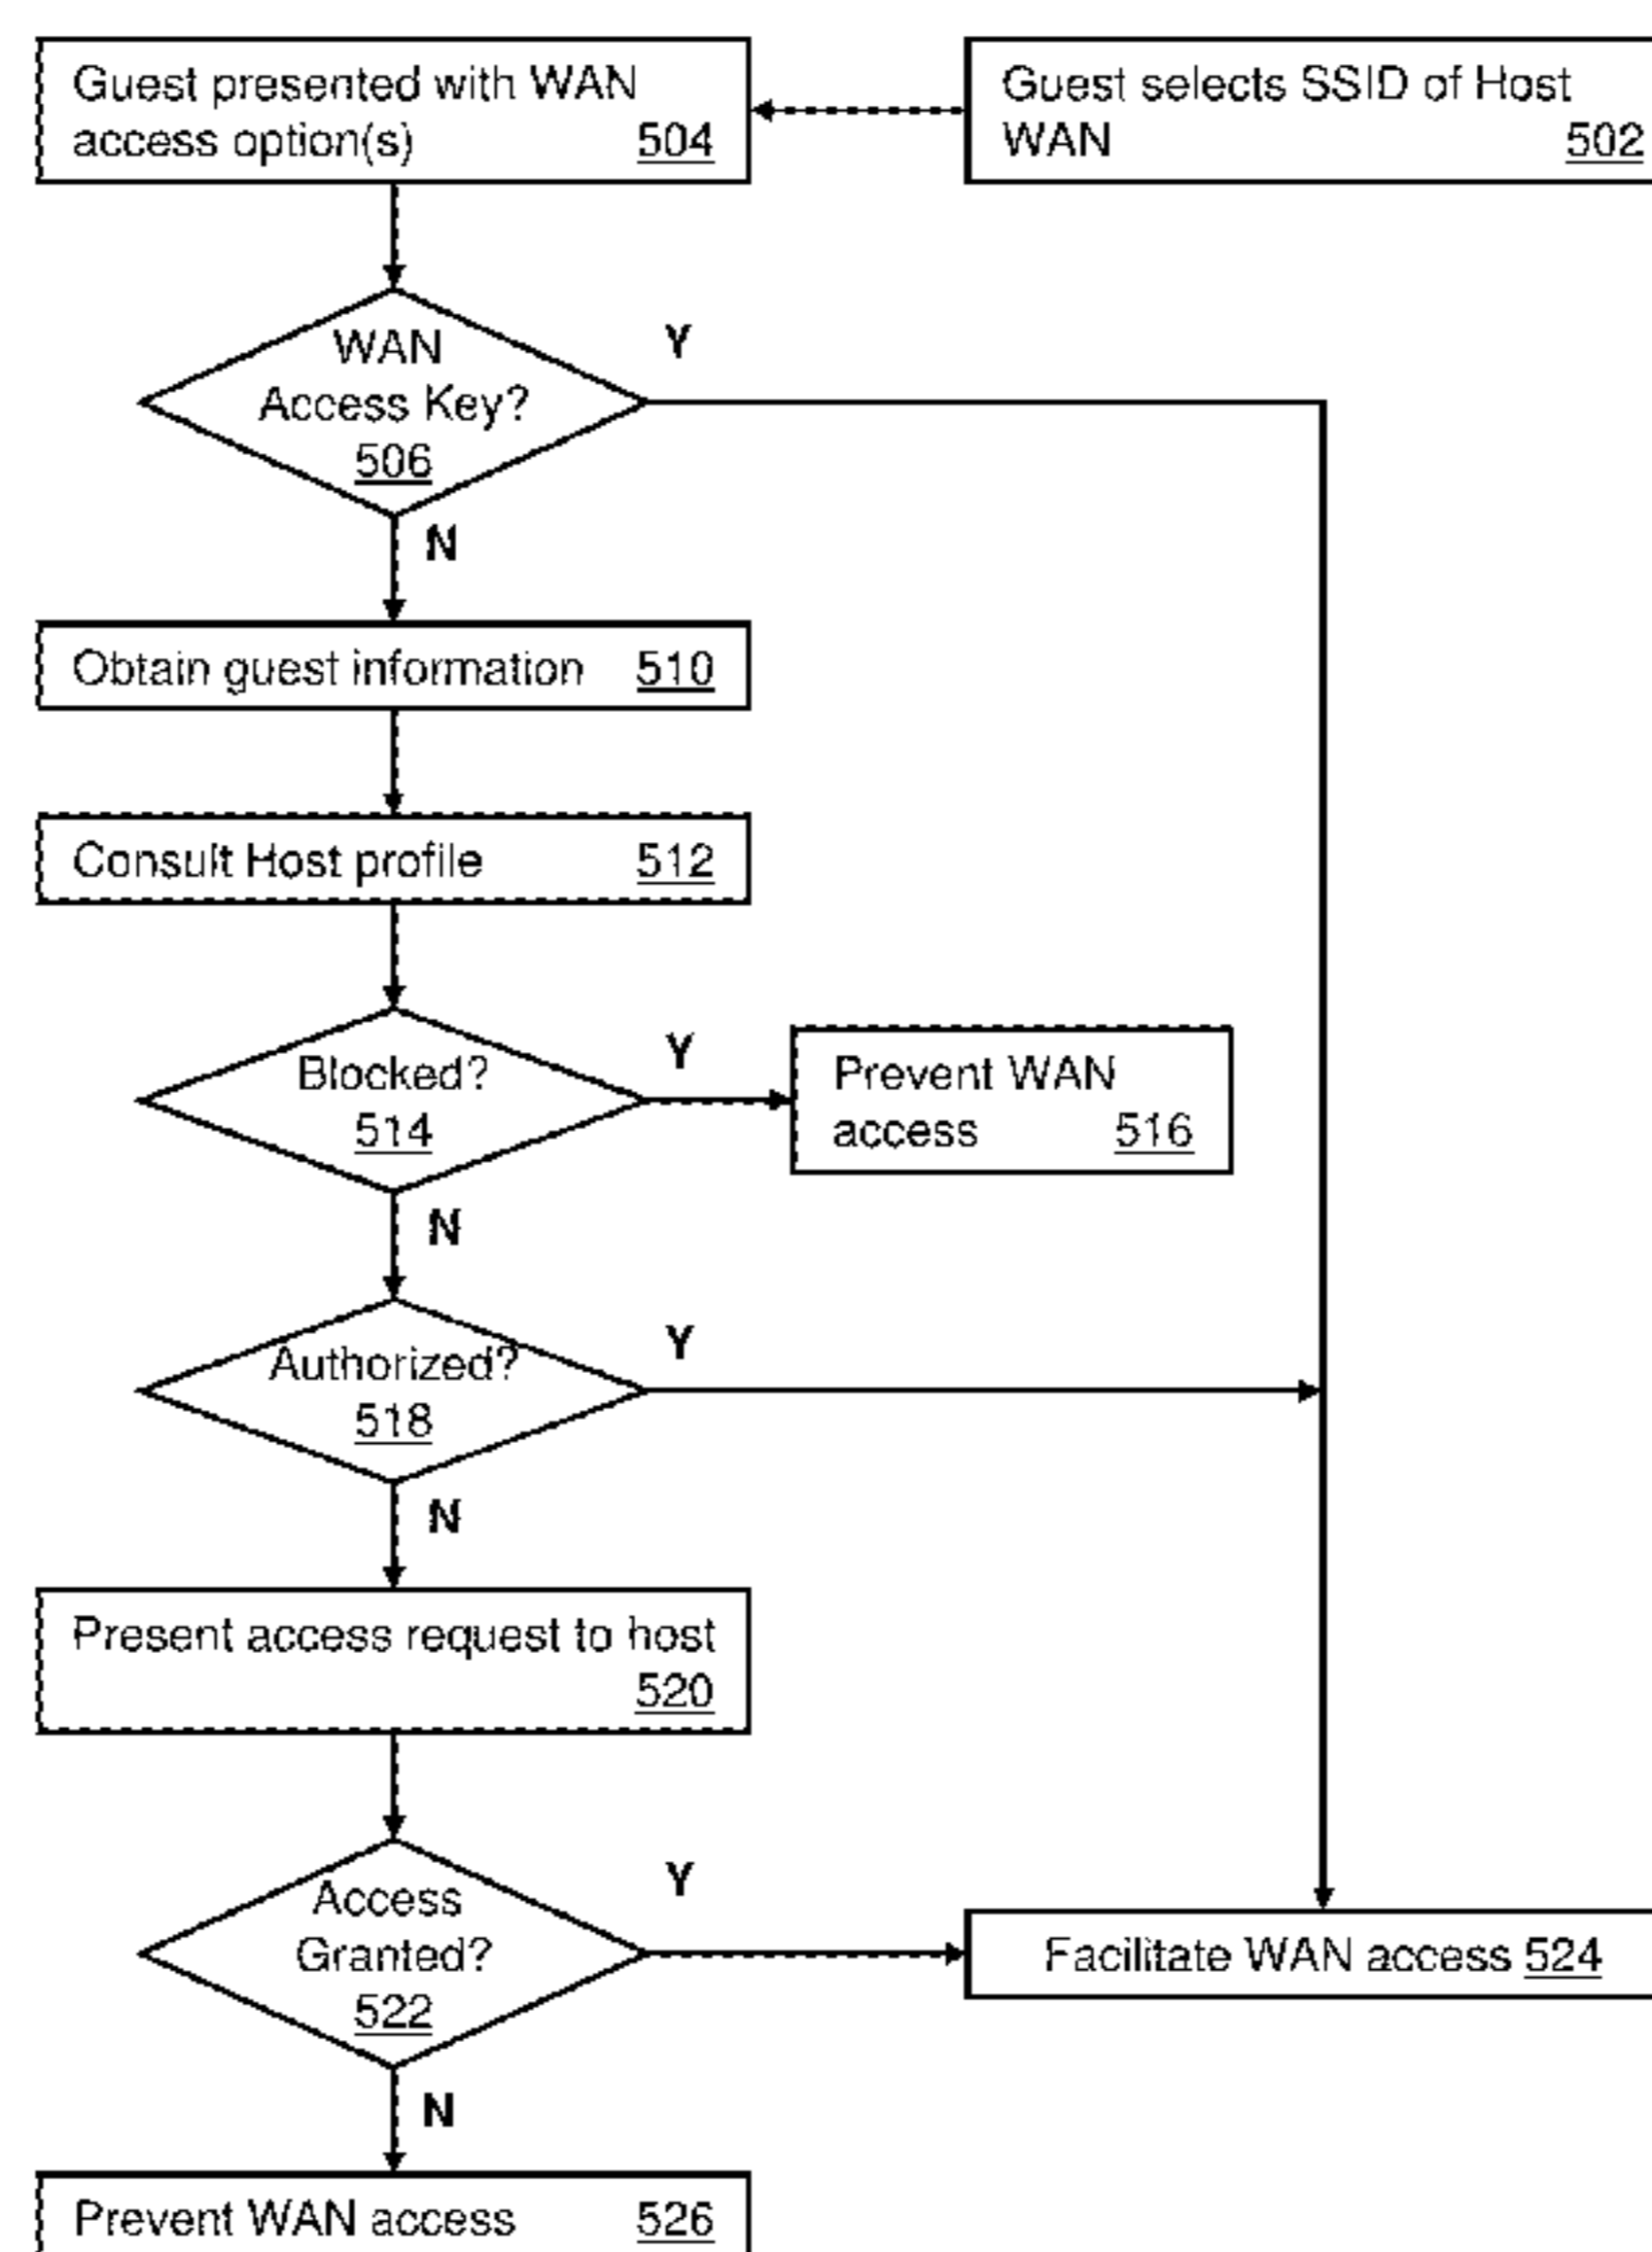 Guest presented with WAN
access option(s) 504
Guest selects SSID of Host
WAN 502
WAN
Access Key?
506
Y
N
Obtain guest information 510
Consult Host profile 512
Blocked?
514
Y
Prevent WAN
access 516
N
Authorized?
518
Y
N
Present access request to host
520
Access
Granted?
522
Y
Facilitate WAN access 524
N
Prevent WAN access 526